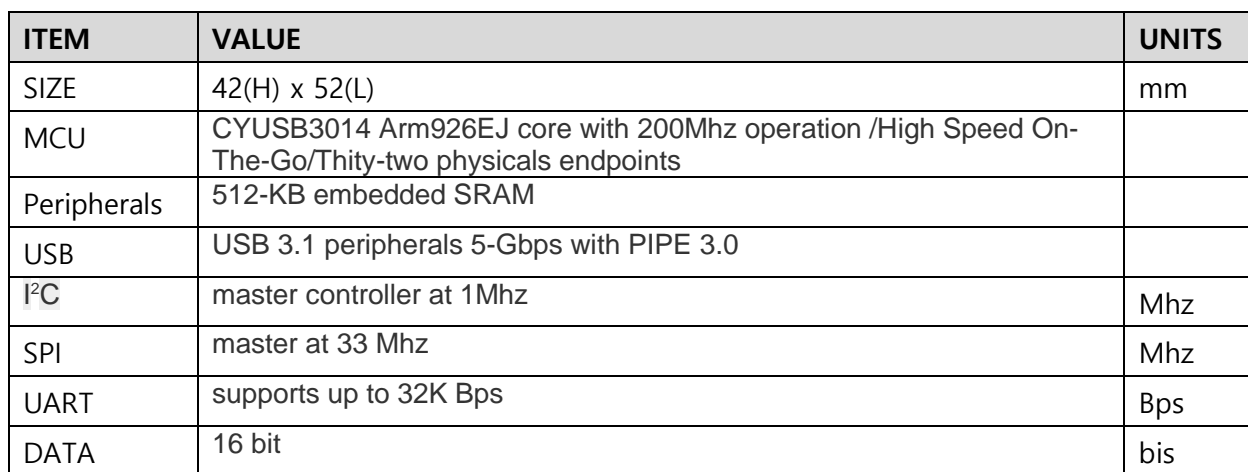 ITEM VALUE UNITS
SIZE 42(H) x 52(L) mm
MCU CYUSB3014 Arm926EJ core with 200Mhz operation /High Speed On-
The-Go/Thity-two physicals endpoints
Peripherals 512-KB embedded SRAM
USB USB 3.1 peripherals 5-Gbps with PIPE 3.0
I²C master controller at 1Mhz Mhz
SPI master at 33 Mhz Mhz
UART supports up to 32K Bps Bps
DATA 16 bit bis